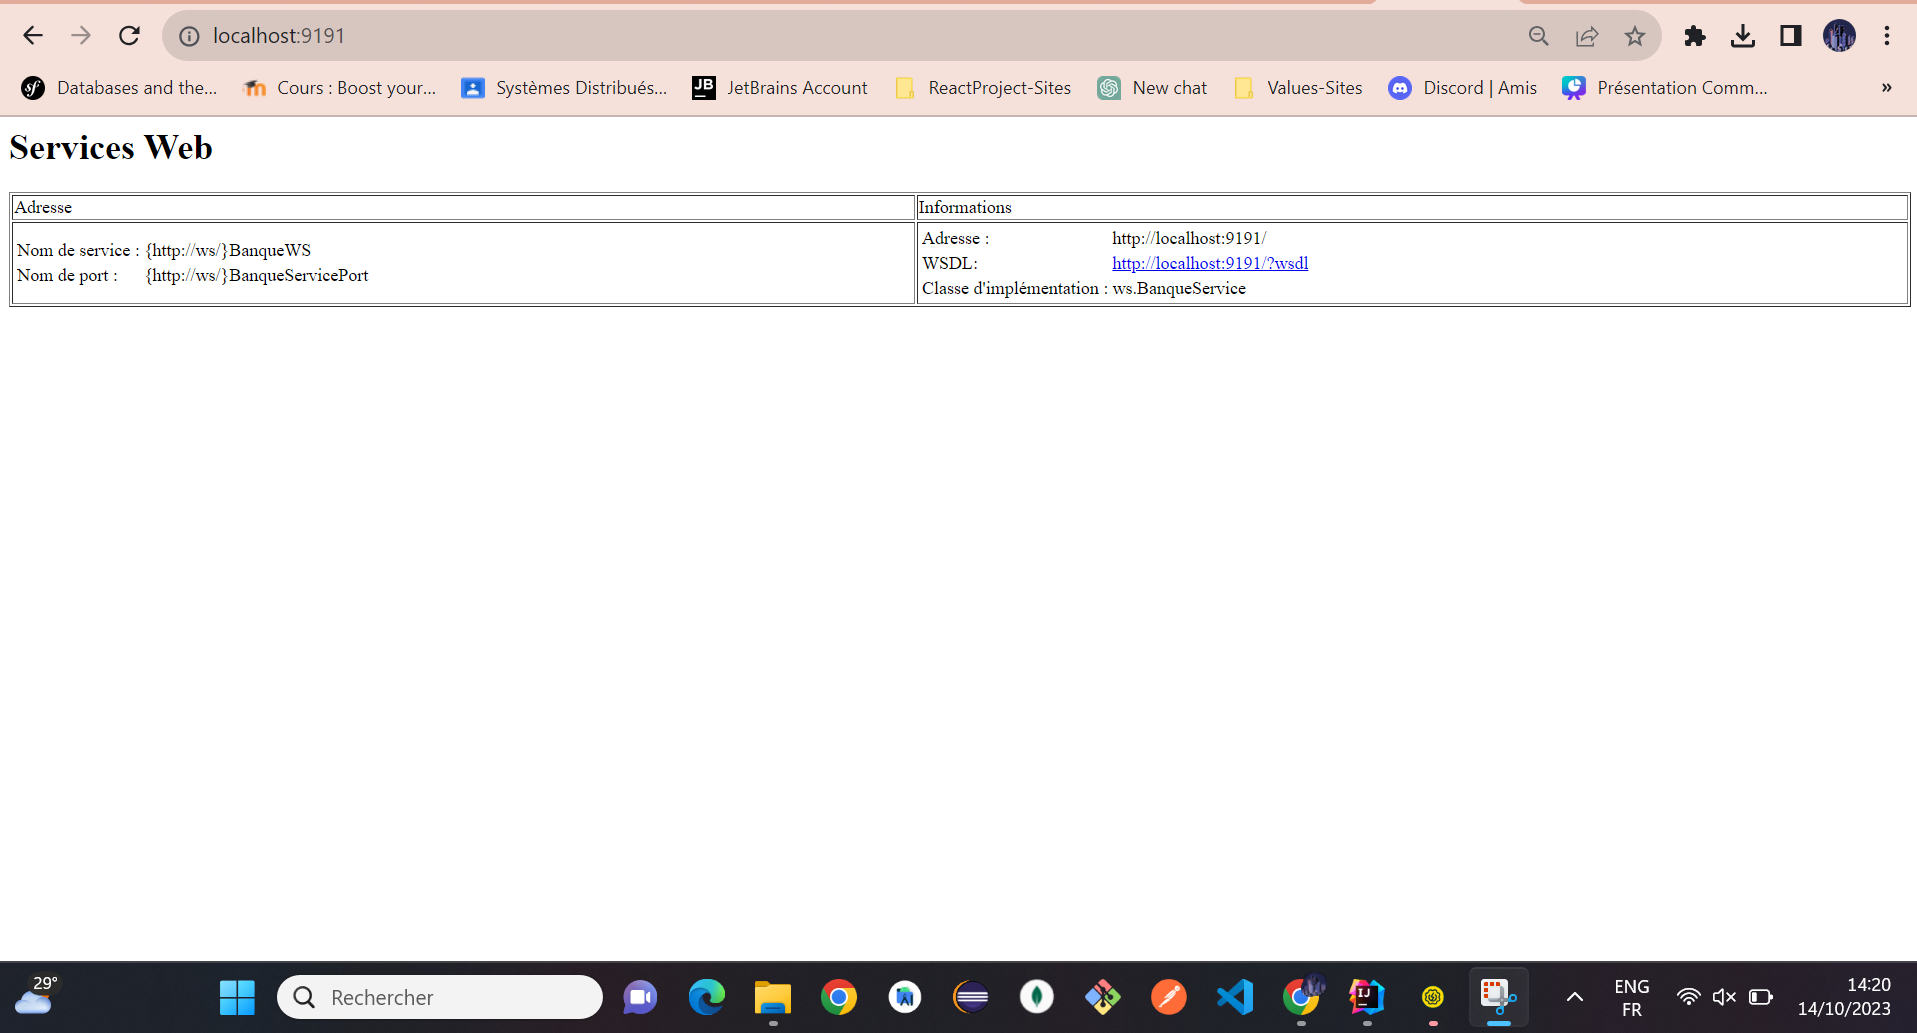 localhost:9191
Databases and the...
Cours : Boost your...
Systèmes Distribués...
JB
JetBrains Account
ReactProject-Sites
New chat
Values-Sites
Discord | Amis
Présentation Comm...
»
Services Web
Adresse
Informations
Nom de service : {http://ws/}BanqueWS
Nom de port : {http://ws/}BanqueServicePort
Adresse : http://localhost:9191/
WSDL: http://localhost:9191/?wsdl
Classe d'implémentation : ws.BanqueService
29°
Rechercher
IJ
ENG
FR
14:20
14/10/2023